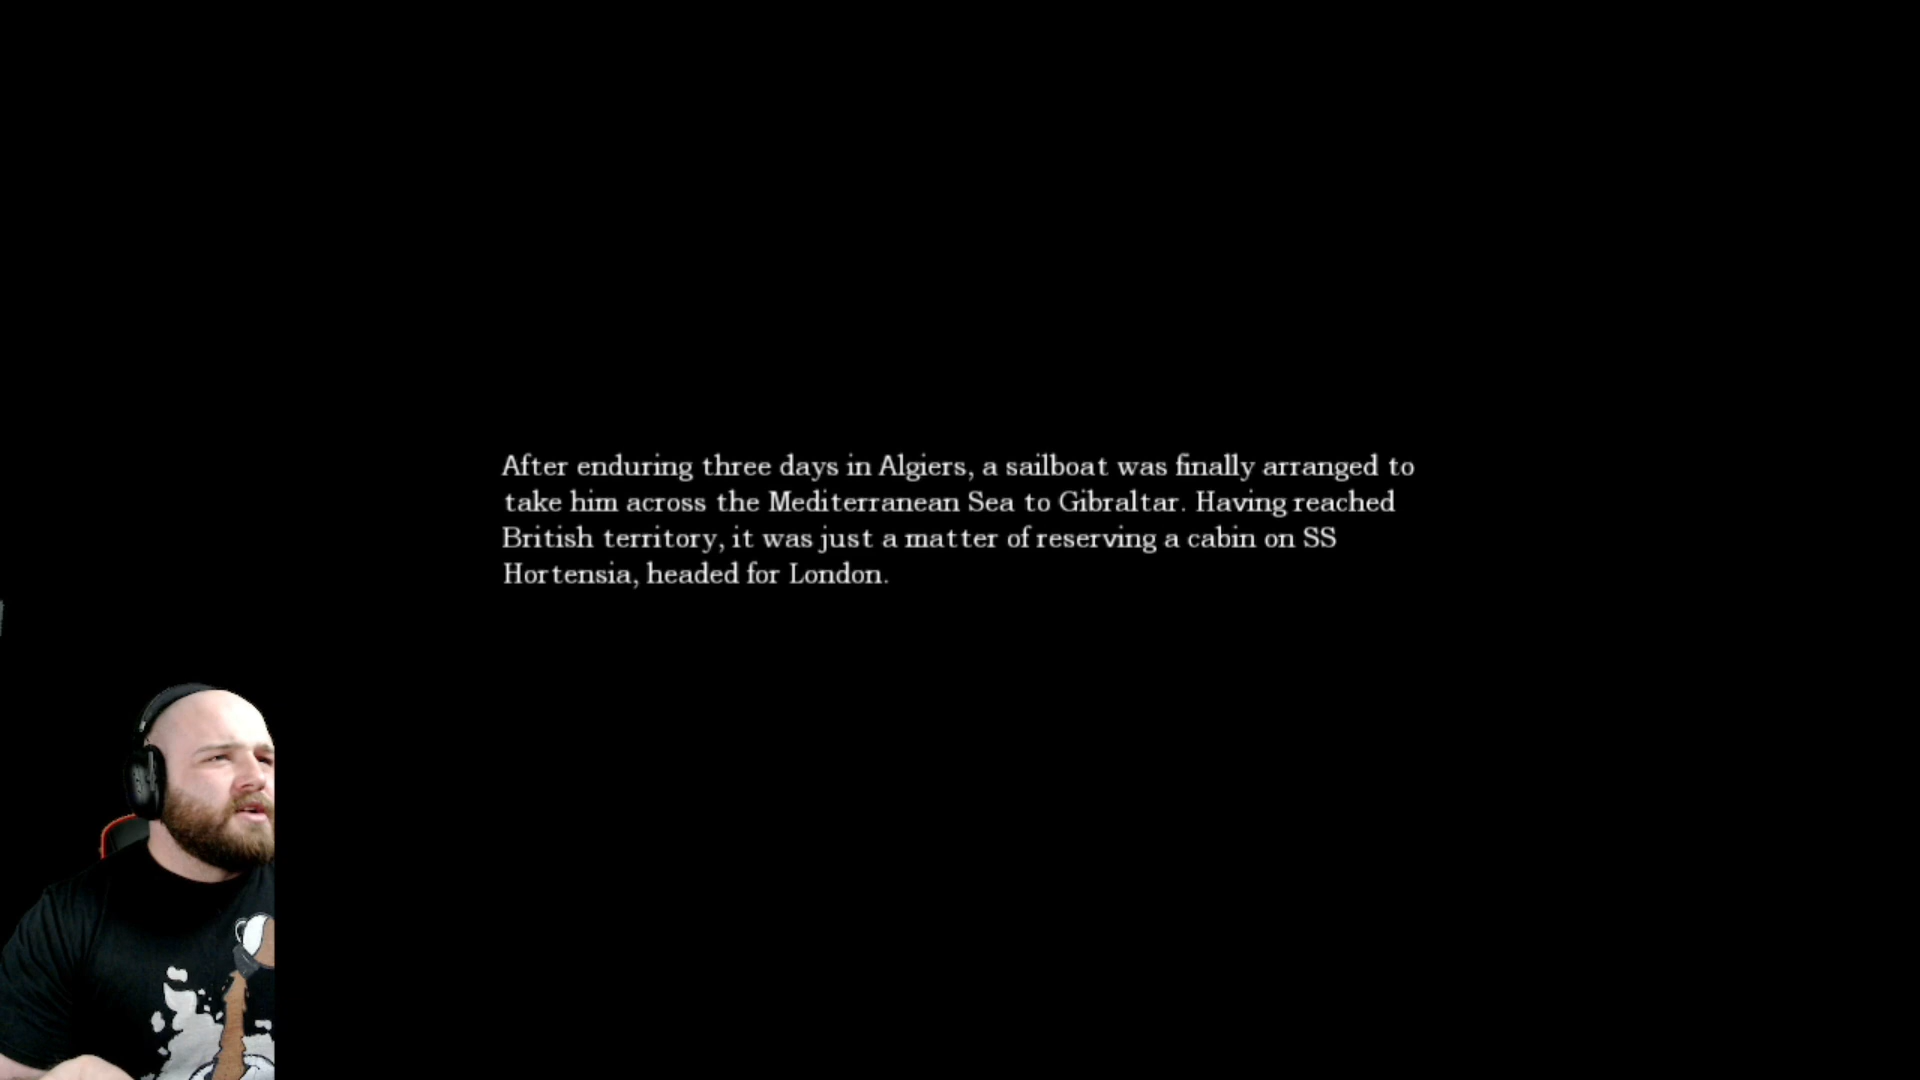 After enduring three days in Algiers, a sailboat was finally arranged to
take him across the Mediterranean Sea to Gibraltar. Having reached
British territory, it was just a matter of reserving a cabin on SS
Hortensia, headed for London.